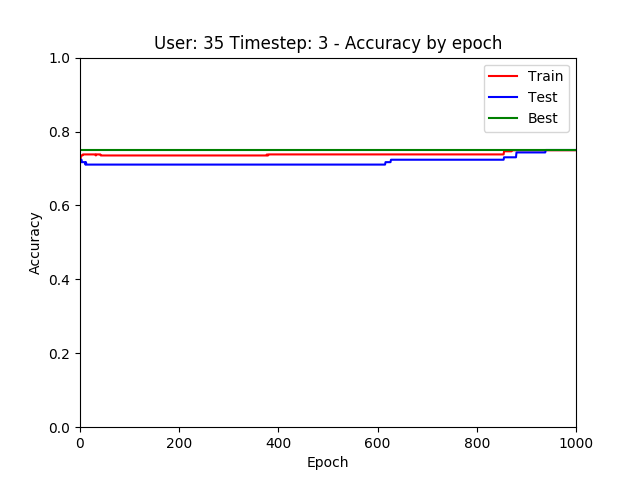 User: 35 Timestep: 3 - Accuracy by epoch
1.0
0.8
0.6
0.4
0.2
0.0
Accuracy
Train
Test
Best
0 200 400 600 800 1000
Epoch